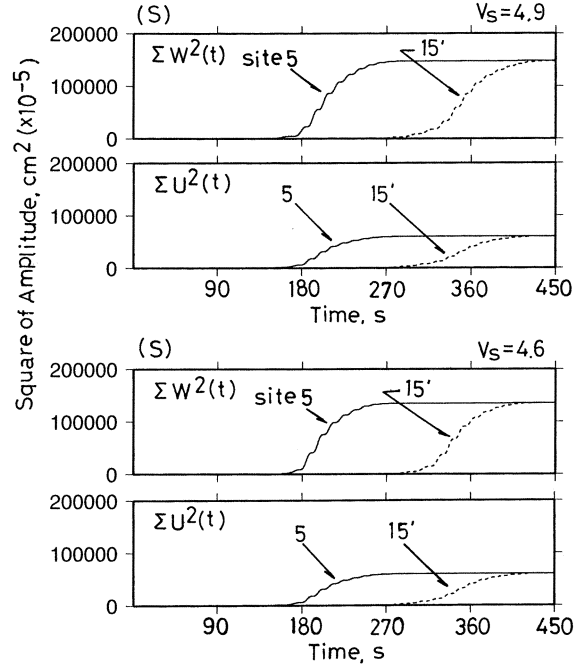 (S) Vs=4.9
200000
ΣW²(t) site 5 15'
100000
0
200000
ΣU²(t)
5 15'
100000
0
90 180 270 360 450
Time, s
(S) Vs=4.6
200000
ΣW²(t) site 5 15'
100000
0
200000
ΣU²(t)
5 15'
100000
0
90 180 270 360 450
Time, s
Square of Amplitude, cm² (x10⁻⁵)